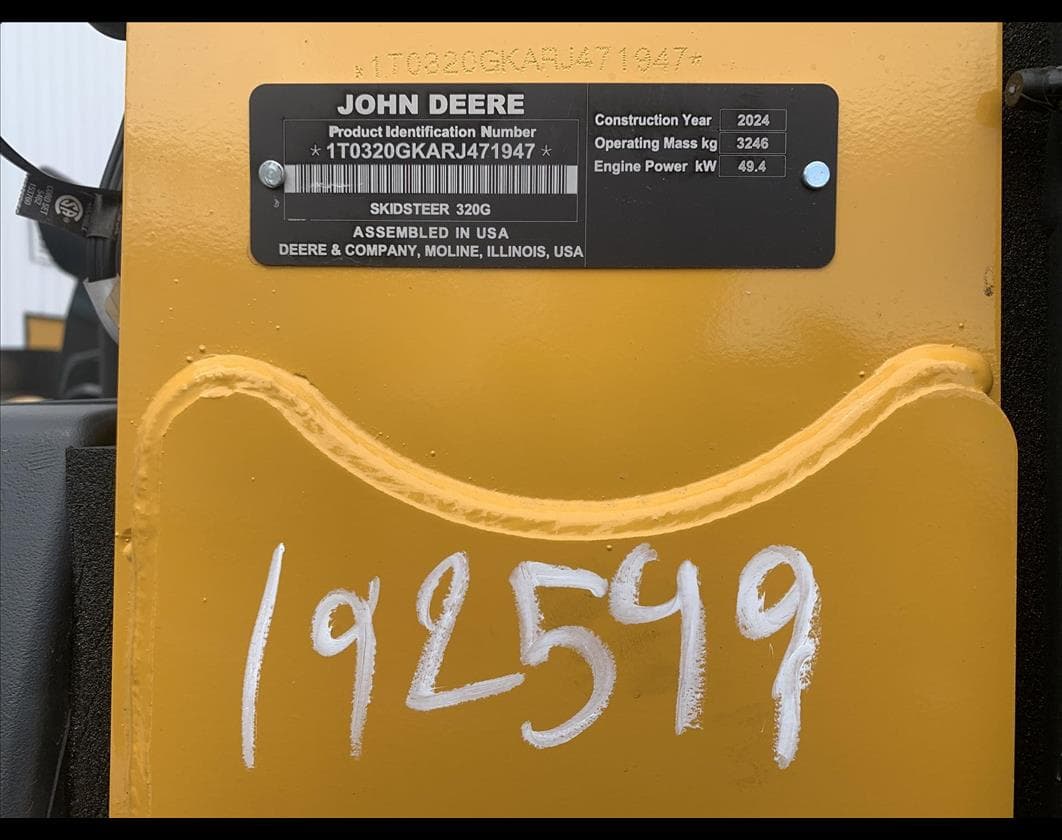 *1T0320GKARJ471947*
JOHN DEERE
Product Identification Number
*1T0320GKARJ471947*
SKIDSTEER 320G
ASSEMBLED IN USA
DEERE & COMPANY, MOLINE, ILLINOIS, USA
Construction Year 2024
Operating Mass kg 3246
Engine Power kW 49.4
192599